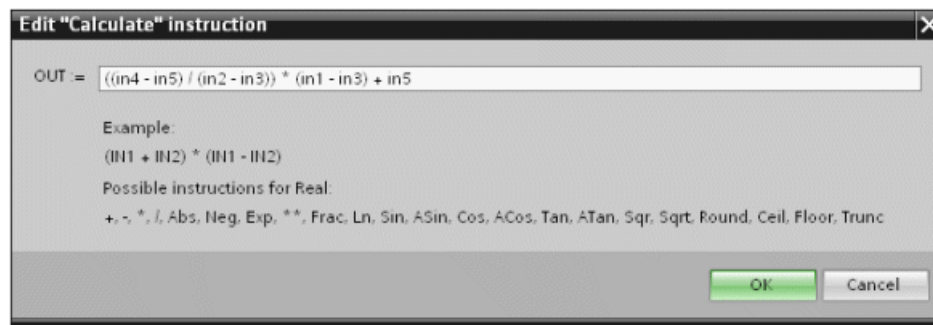 Edit "Calculate" instruction
OUT := ((in4 - in5) / (in2 - in3)) * (in1 - in3) + in5
Example:
(IN1 + IN2) * (IN1 - IN2)
Possible instructions for Real:
+, -, *, /, Abs, Neg, Exp, **, Frac, Ln, Sin, ASin, Cos, ACos, Tan, ATan, Sqr, Sqrt, Round, Ceil, Floor, Trunc
OK Cancel